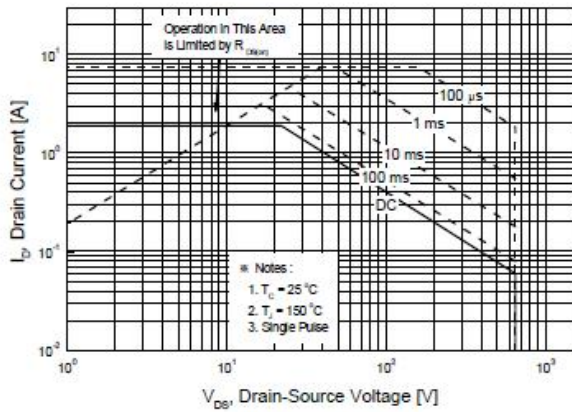 Operation in This Area
is Limited by R DS(on)
10¹
10⁰
10⁻¹
10⁻²
I_D, Drain Current [A]
100 μs
1 ms
10 ms
100 ms
DC
※ Notes :
1. T_C = 25 °C
2. T_J = 150 °C
3. Single Pulse
10⁰
10¹
10²
10³
V_DS, Drain-Source Voltage [V]